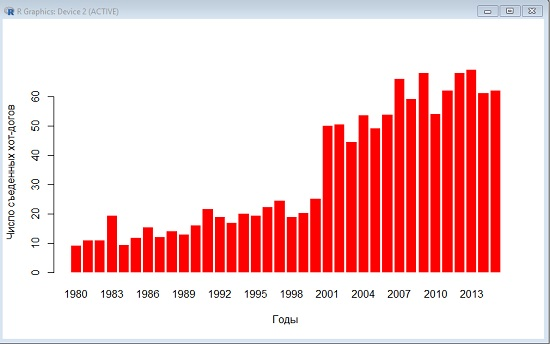 R Graphics: Device 2 (ACTIVE)
Число съеденных хот-догов
0 10 20 30 40 50 60
1980 1983 1986 1989 1992 1995 1998 2001 2004 2007 2010 2013
Годы